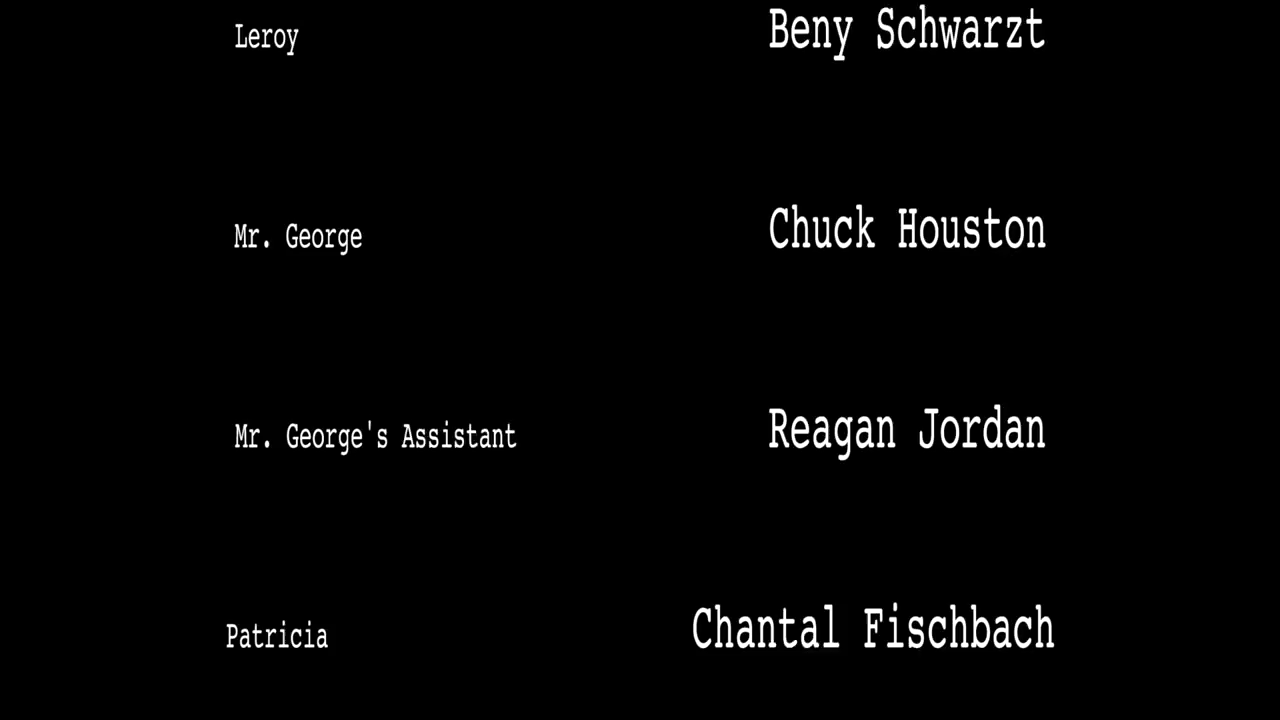 Leroy Beny Schwarzt
Mr. George Chuck Houston
Mr. George's Assistant Reagan Jordan
Patricia Chantal Fischbach